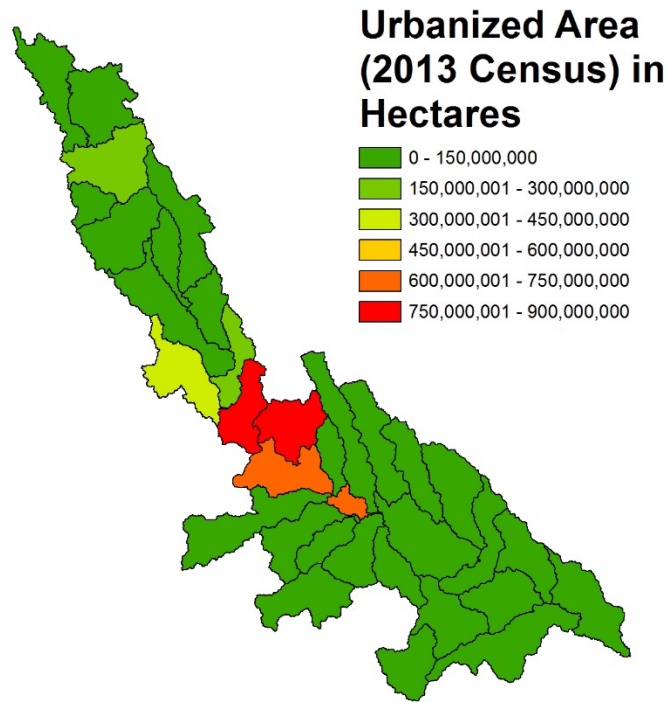 Urbanized Area
(2013 Census) in
Hectares
0 - 150,000,000
150,000,001 - 300,000,000
300,000,001 - 450,000,000
450,000,001 - 600,000,000
600,000,001 - 750,000,000
750,000,001 - 900,000,000